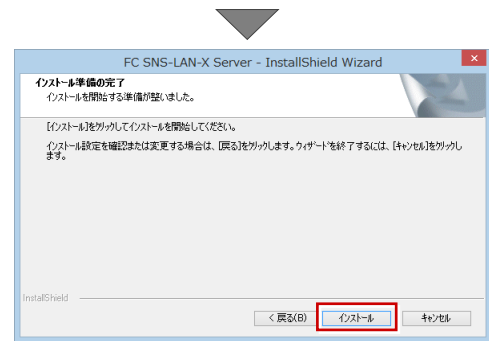 FC SNS-LAN-X Server - InstallShield Wizard
インストール準備の完了
インストールを開始する準備が整いました。
[インストール]をクリックしてインストールを開始してください。
インストール設定を確認または変更する場合は、[戻る]をクリックします。ウィザードを終了するには、[キャンセル]をクリックし
ます。
InstallShield
< 戻る(B)
インストール
キャンセル